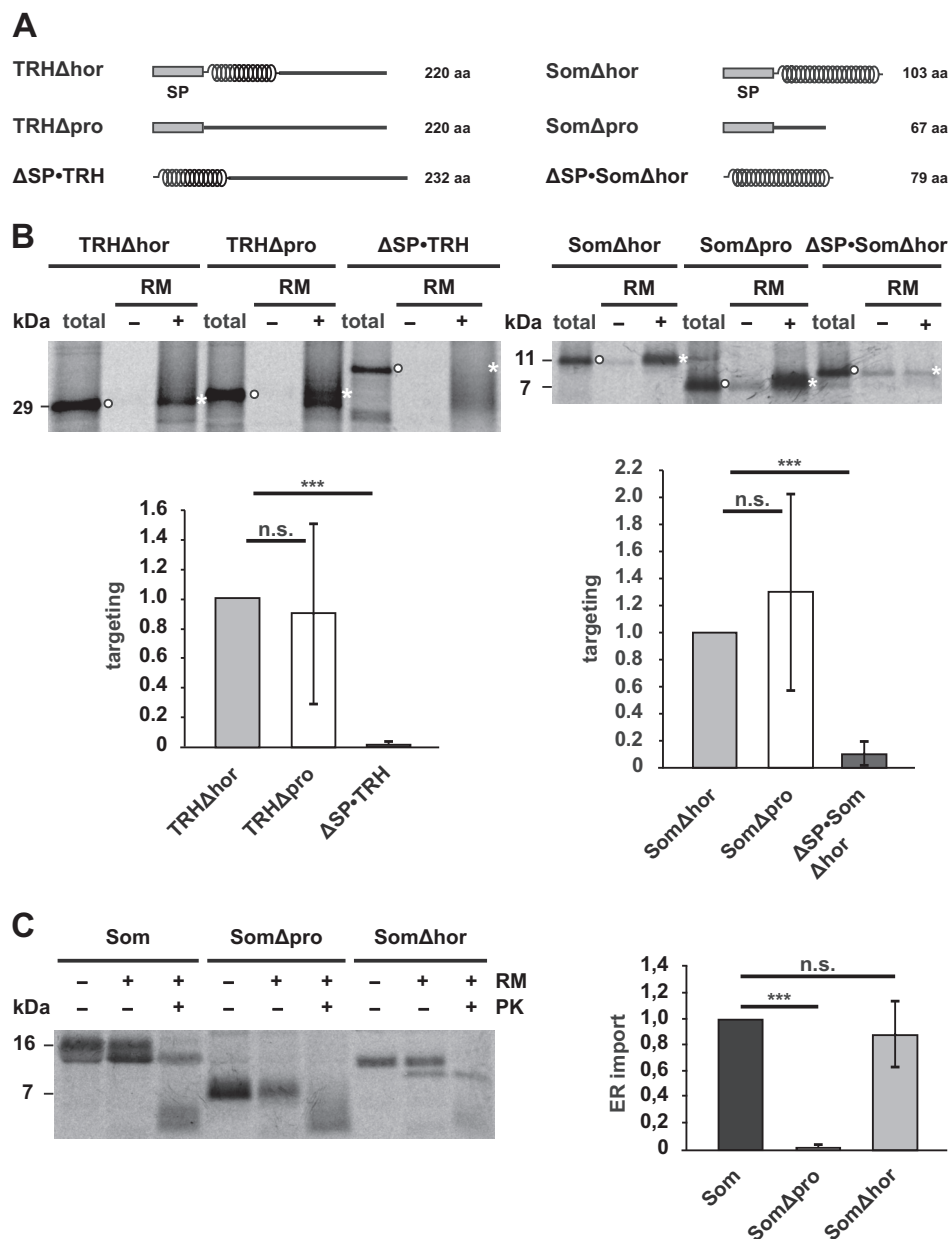 A
TRHΔhor SP 220 aa
TRHΔpro 220 aa
ΔSP•TRH 232 aa
SomΔhor SP 103 aa
SomΔpro 67 aa
ΔSP•SomΔhor 79 aa
B
TRHΔhor TRHΔpro ΔSP•TRH
RM RM RM
kDa total – + total – + total – +
* * *
29
SomΔhor SomΔpro ΔSP•SomΔhor
RM RM RM
kDa total – + total – + total – +
11
7
* * *
targeting
1.6
1.4
1.2
1.0
0.8
0.6
0.4
0.2
0
***
n.s.
TRHΔhor TRHΔpro ΔSP•TRH
targeting
2.2
2.0
1.8
1.6
1.4
1.2
1.0
0.8
0.6
0.4
0.2
0
***
n.s.
SomΔhor SomΔpro ΔSP•Som
Δhor
C
Som SomΔpro SomΔhor
– + + – + + – + + RM
kDa – – + – – + – – + PK
16
7
ER import
1,4
1,2
1,0
0,8
0,6
0,4
0,2
0
n.s.
***
Som SomΔpro SomΔhor